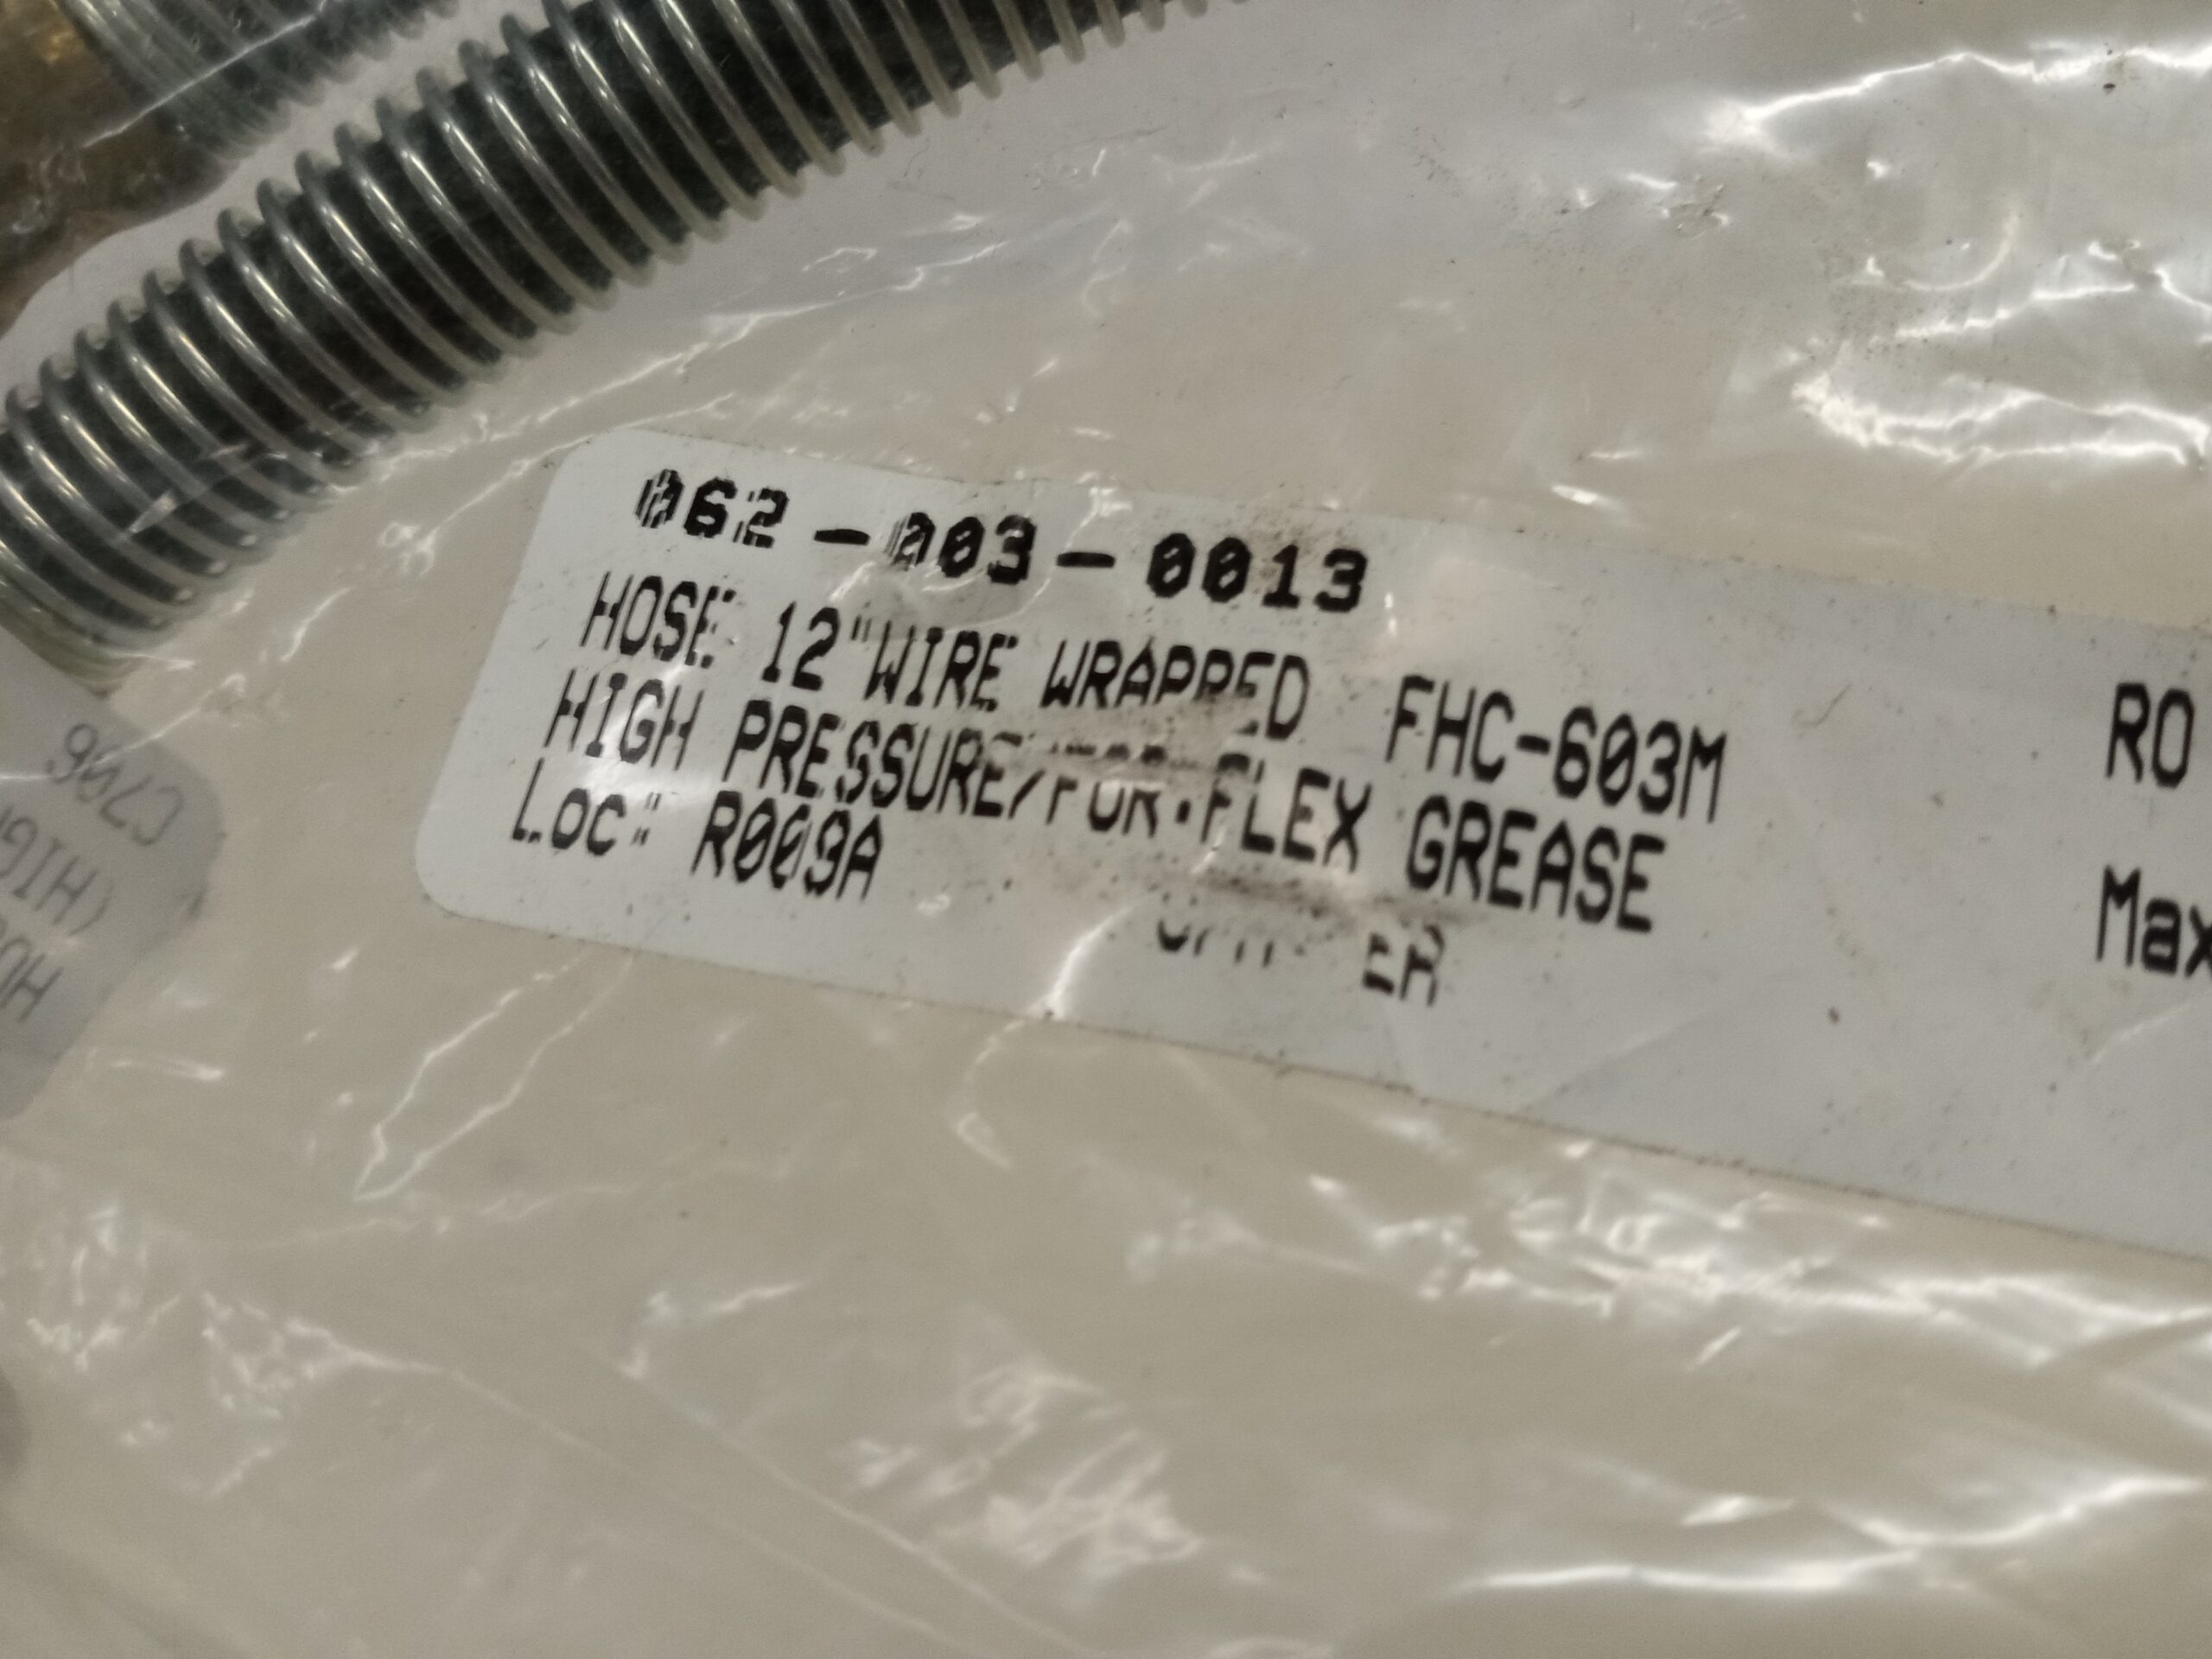 062-003-0013
HOSE 12"WIRE WRAPPED FHC-603M RO
HIGH PRESSURE/FOR.FLEX GREASE
Loc: R009A Max
C706
(HIG